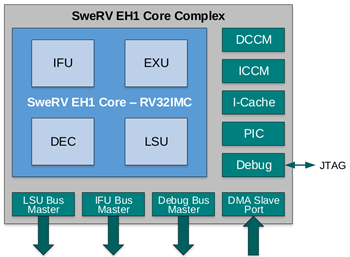 SweRV EH1 Core Complex
IFU
EXU
SweRV EH1 Core – RV32IMC
DEC
LSU
DCCM
ICCM
I-Cache
PIC
Debug
JTAG
LSU Bus
Master
IFU Bus
Master
Debug Bus
Master
DMA Slave
Port